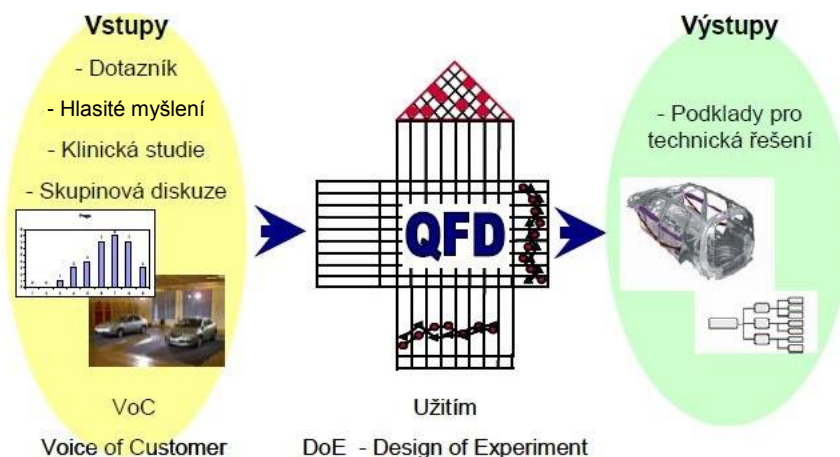 Vstupy
- Dotazník
- Hlasité myšlení
- Klinická studie
- Skupinová diskuze
VoC
Voice of Customer
QFD
Užitím
DoE - Design of Experiment
Výstupy
- Podklady pro
technická řešení